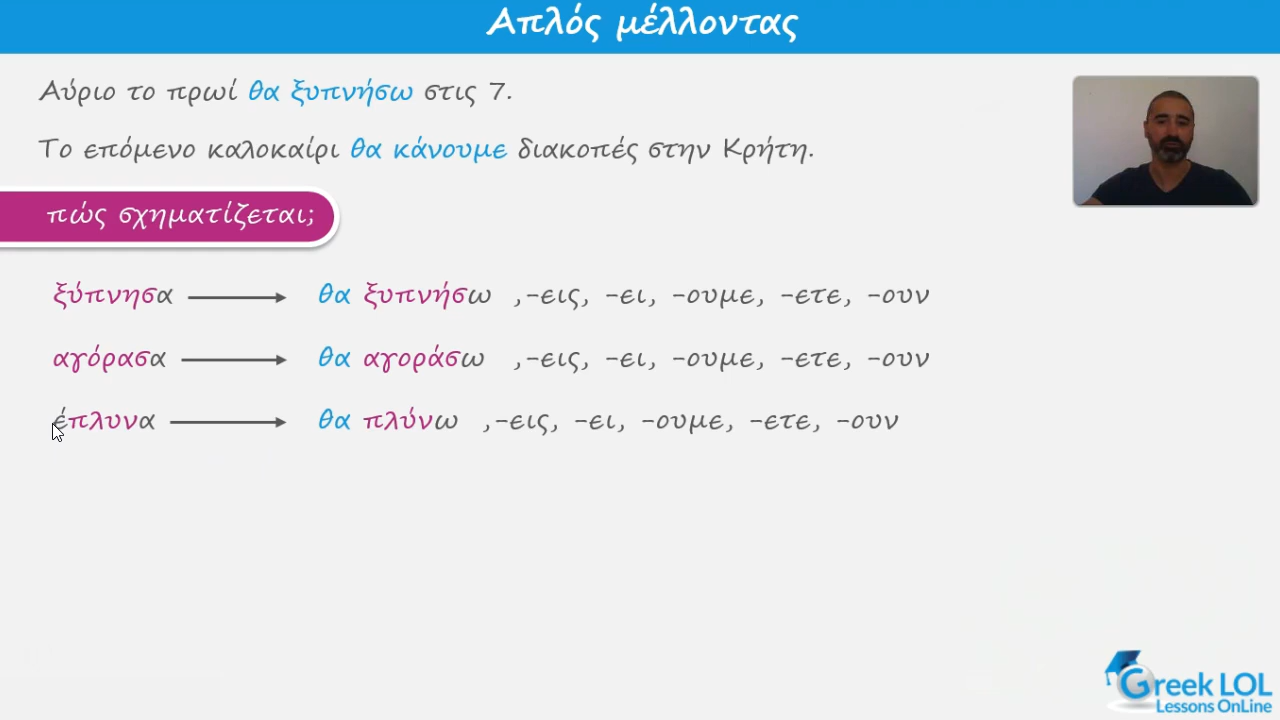 Απλός μέλλοντας
Αύριο το πρωί θα ξυπνήσω στις 7.
Το επόμενο καλοκαίρι θα κάνουμε διακοπές στην Κρήτη.
πώς σχηματίζεται;
ξύπνησα θα ξυπνήσω ,-εις, -ει, -ουμε, -ετε, -ουν
αγόρασα θα αγοράσω ,-εις, -ει, -ουμε, -ετε, -ουν
έπλυνα θα πλύνω ,-εις, -ει, -ουμε, -ετε, -ουν
Greek LOL
Lessons OnLine